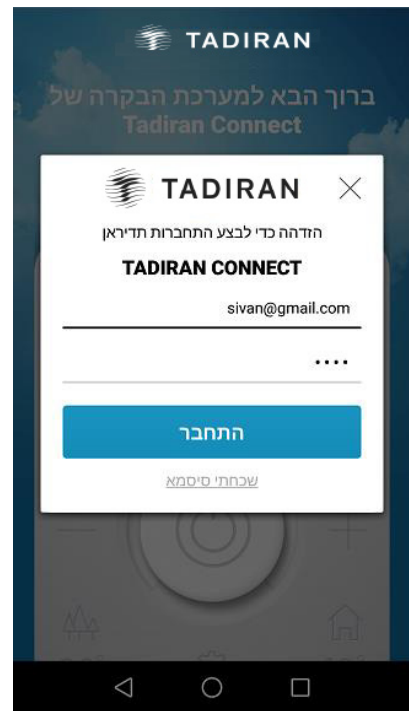 TADIRAN
ברוך הבא למערכת הבקרה של
Tadiran Connect
TADIRAN
הזדהה כדי לבצע התחברות תדיראן
TADIRAN CONNECT
sivan@gmail.com
••••
התחבר
שכחתי סיסמא